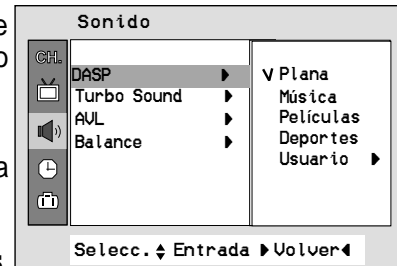 Sonido
CH.
DASP
Turbo Sound
AVL
Balance
V Plana
Música
Películas
Deportes
Usuario
Selecc. Entrada Volver